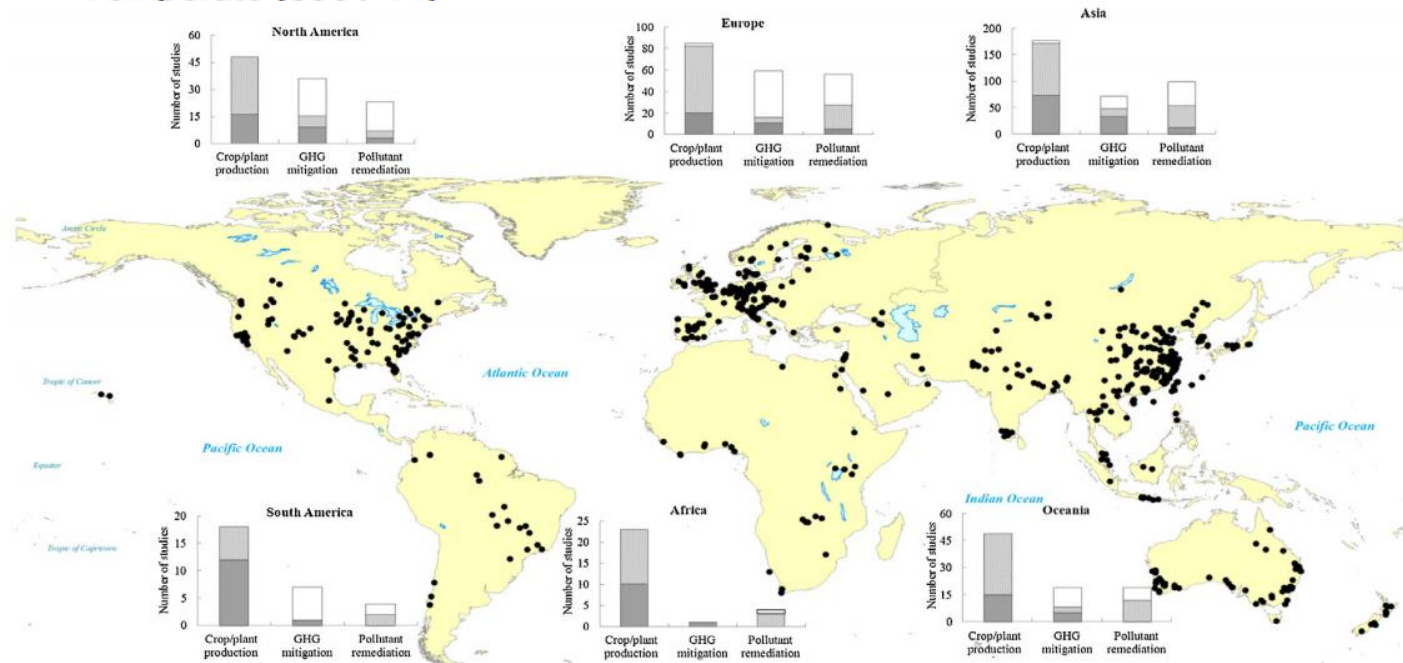 North America
Number of studies
60
45
30
15
0
Crop/plant
production
GHG
mitigation
Pollutant
remediation
Europe
Number of studies
100
80
60
40
20
0
Crop/plant
production
GHG
mitigation
Pollutant
remediation
Asia
Number of studies
200
150
100
50
0
Crop/plant
production
GHG
mitigation
Pollutant
remediation
Arctic Circle
Tropic of Cancer
Atlantic Ocean
Pacific Ocean
Pacific Ocean
Equator
Indian Ocean
Tropic of Capricorn
South America
Number of studies
20
15
10
5
0
Crop/plant
production
GHG
mitigation
Pollutant
remediation
Africa
Number of studies
25
20
15
10
5
0
Crop/plant
production
GHG
mitigation
Pollutant
remediation
Oceania
Number of studies
60
45
30
15
0
Crop/plant
production
GHG
mitigation
Pollutant
remediation